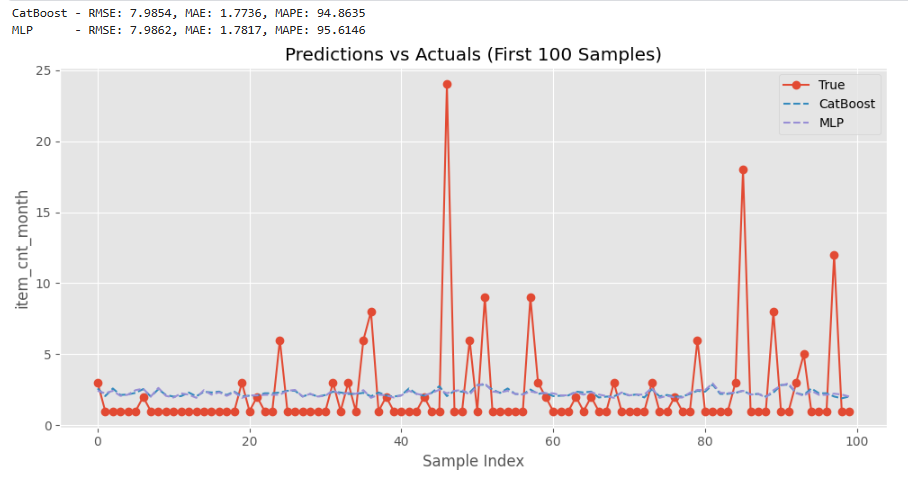 CatBoost - RMSE: 7.9854, MAE: 1.7736, MAPE: 94.8635
MLP      - RMSE: 7.9862, MAE: 1.7817, MAPE: 95.6146
Predictions vs Actuals (First 100 Samples)
25
20
15
10
5
0
item_cnt_month
True
CatBoost
MLP
0 20 40 60 80 100
Sample Index